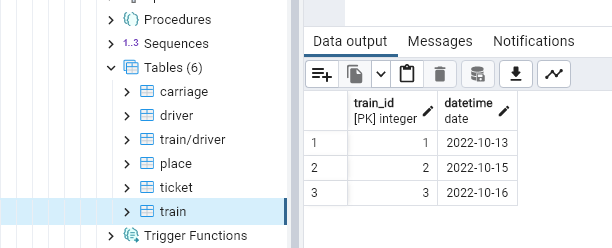 Procedures
1..3 Sequences
Tables (6)
carriage
driver
train/driver
place
ticket
train
Trigger Functions
Data output Messages Notifications
train_id datetime
[PK] integer date
1 1 2022-10-13
2 2 2022-10-15
3 3 2022-10-16